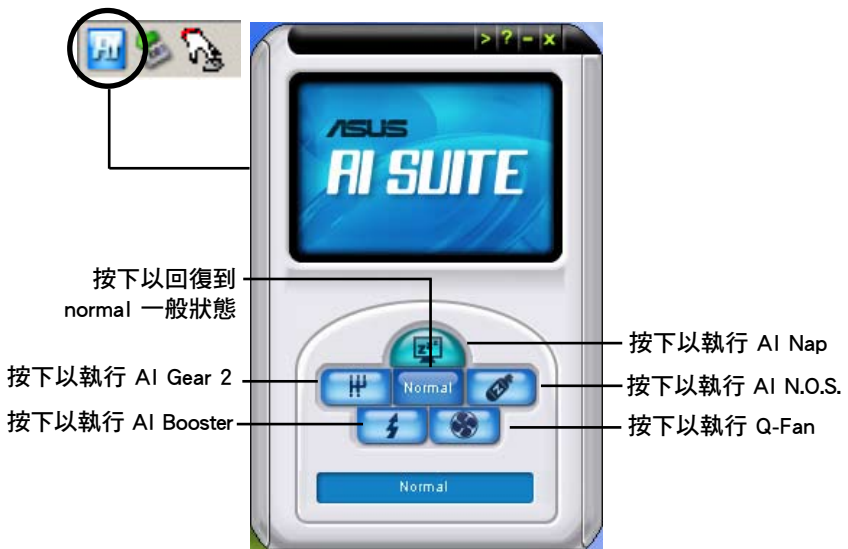 Ai
> ? - x
ASUS
AI SUITE
按下以回復到
normal 一般狀態
按下以執行 AI Nap
按下以執行 AI Gear 2
Normal
按下以執行 AI N.O.S.
按下以執行 AI Booster
按下以執行 Q-Fan
Normal